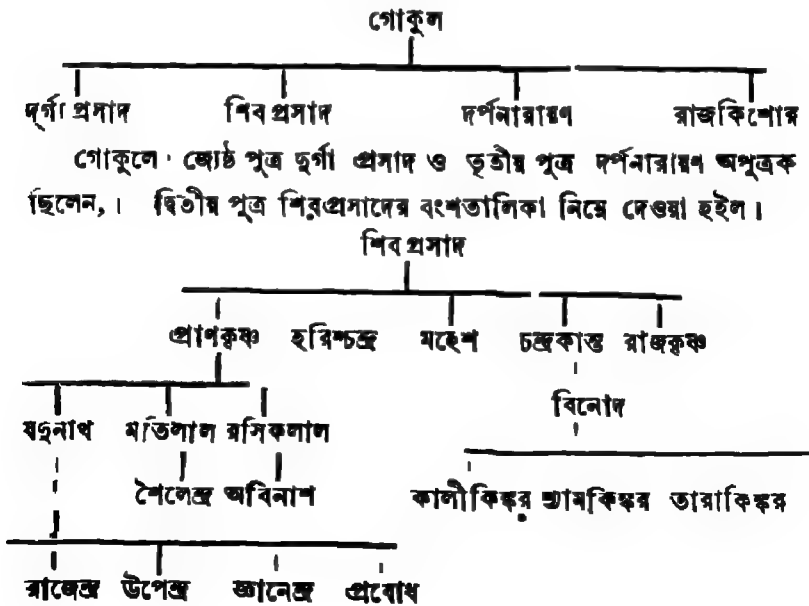 গোকুল
দুর্গাপ্রসাদ শিবপ্রসাদ দর্পনারায়ণ রাজকিশোর
গোকুলে· জ্যেষ্ঠ পুত্র দুর্গা প্রসাদ ও তৃতীয় পুত্র দর্পনারায়ণ অপুত্রক
ছিলেন,। দ্বিতীয় পুত্র শিবপ্রসাদের বংশতালিকা নিম্নে দেওয়া হইল।
শিবপ্রসাদ
প্রাণকৃষ্ণ হরিশ্চন্দ্র মহেশ চন্দ্রকান্ত রাজকৃষ্ণ
বিনোদ
যদুনাথ মতিলাল রসিকলাল
শৈলেন্দ্র অবিনাশ কালীকিঙ্কর শ্যামকিঙ্কর তারাকিঙ্কর
রাজেন্দ্র উপেন্দ্র জ্ঞানেন্দ্র প্রবোধ